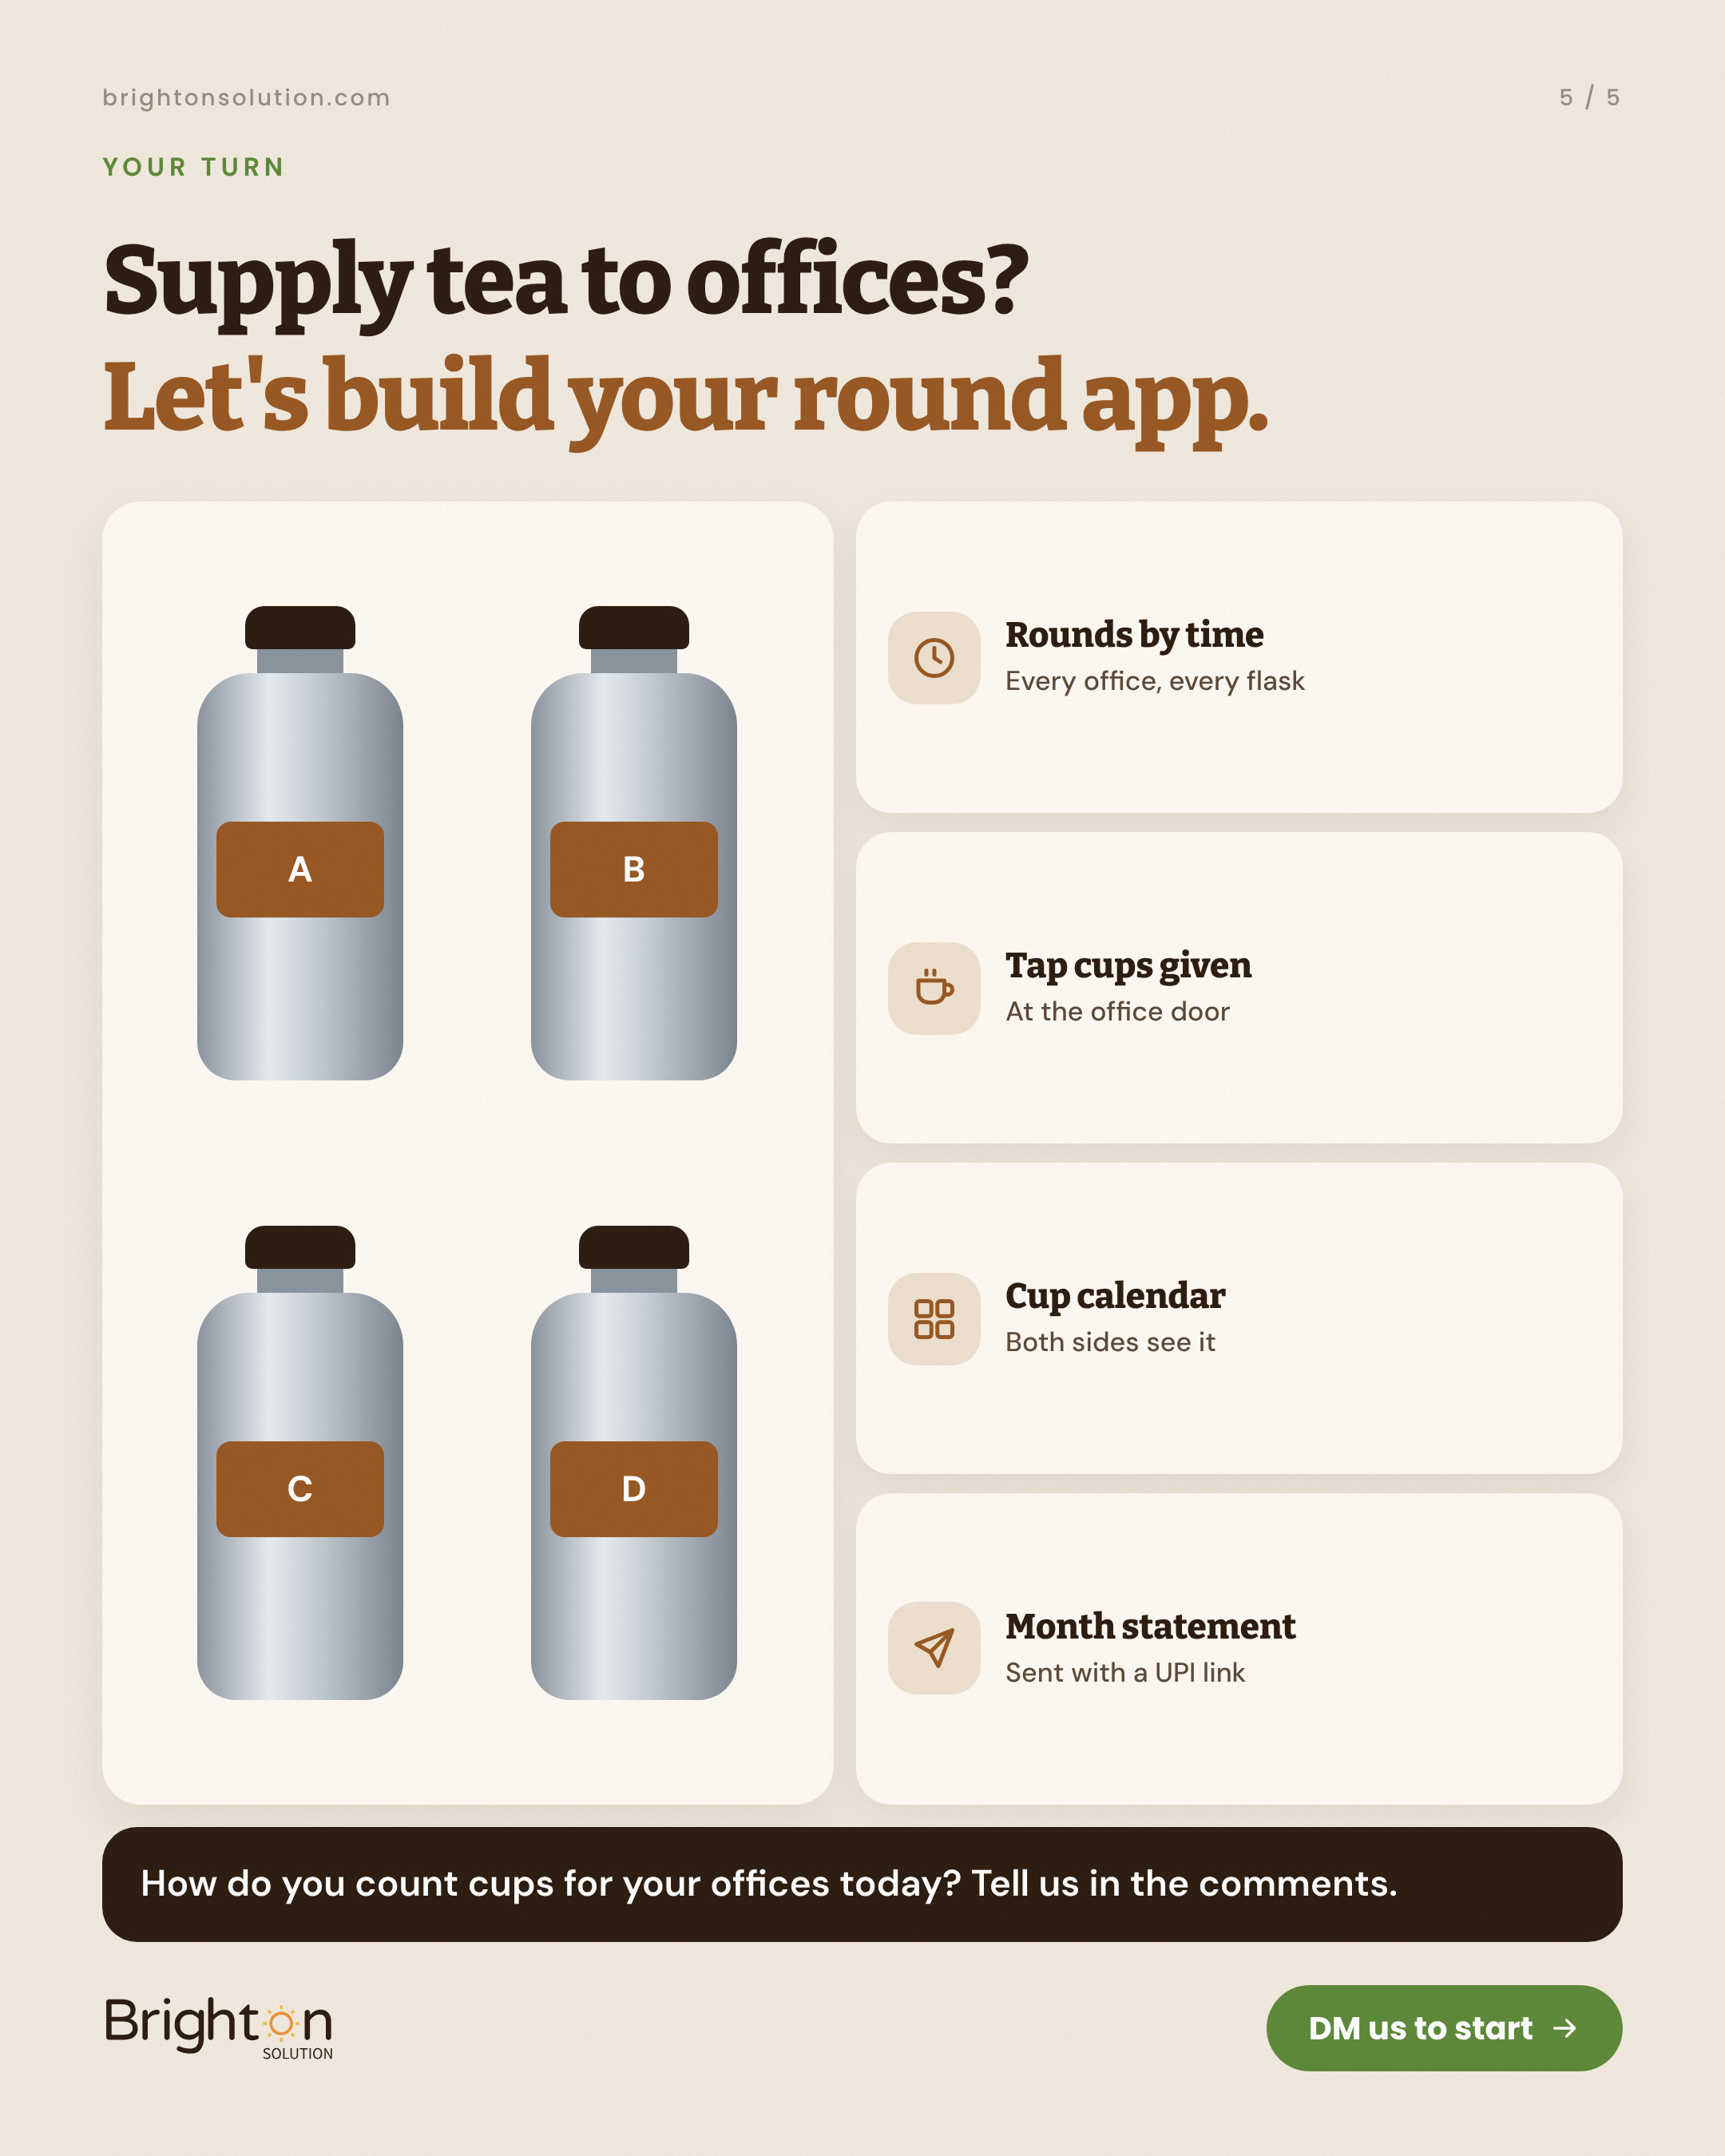 brightonsolution.com
5 / 5
YOUR TURN
Supply tea to offices?
Let's build your round app.
A
B
C
D
Rounds by time
Every office, every flask
Tap cups given
At the office door
Cup calendar
Both sides see it
Month statement
Sent with a UPI link
How do you count cups for your offices today? Tell us in the comments.
Brighton
SOLUTION
DM us to start →